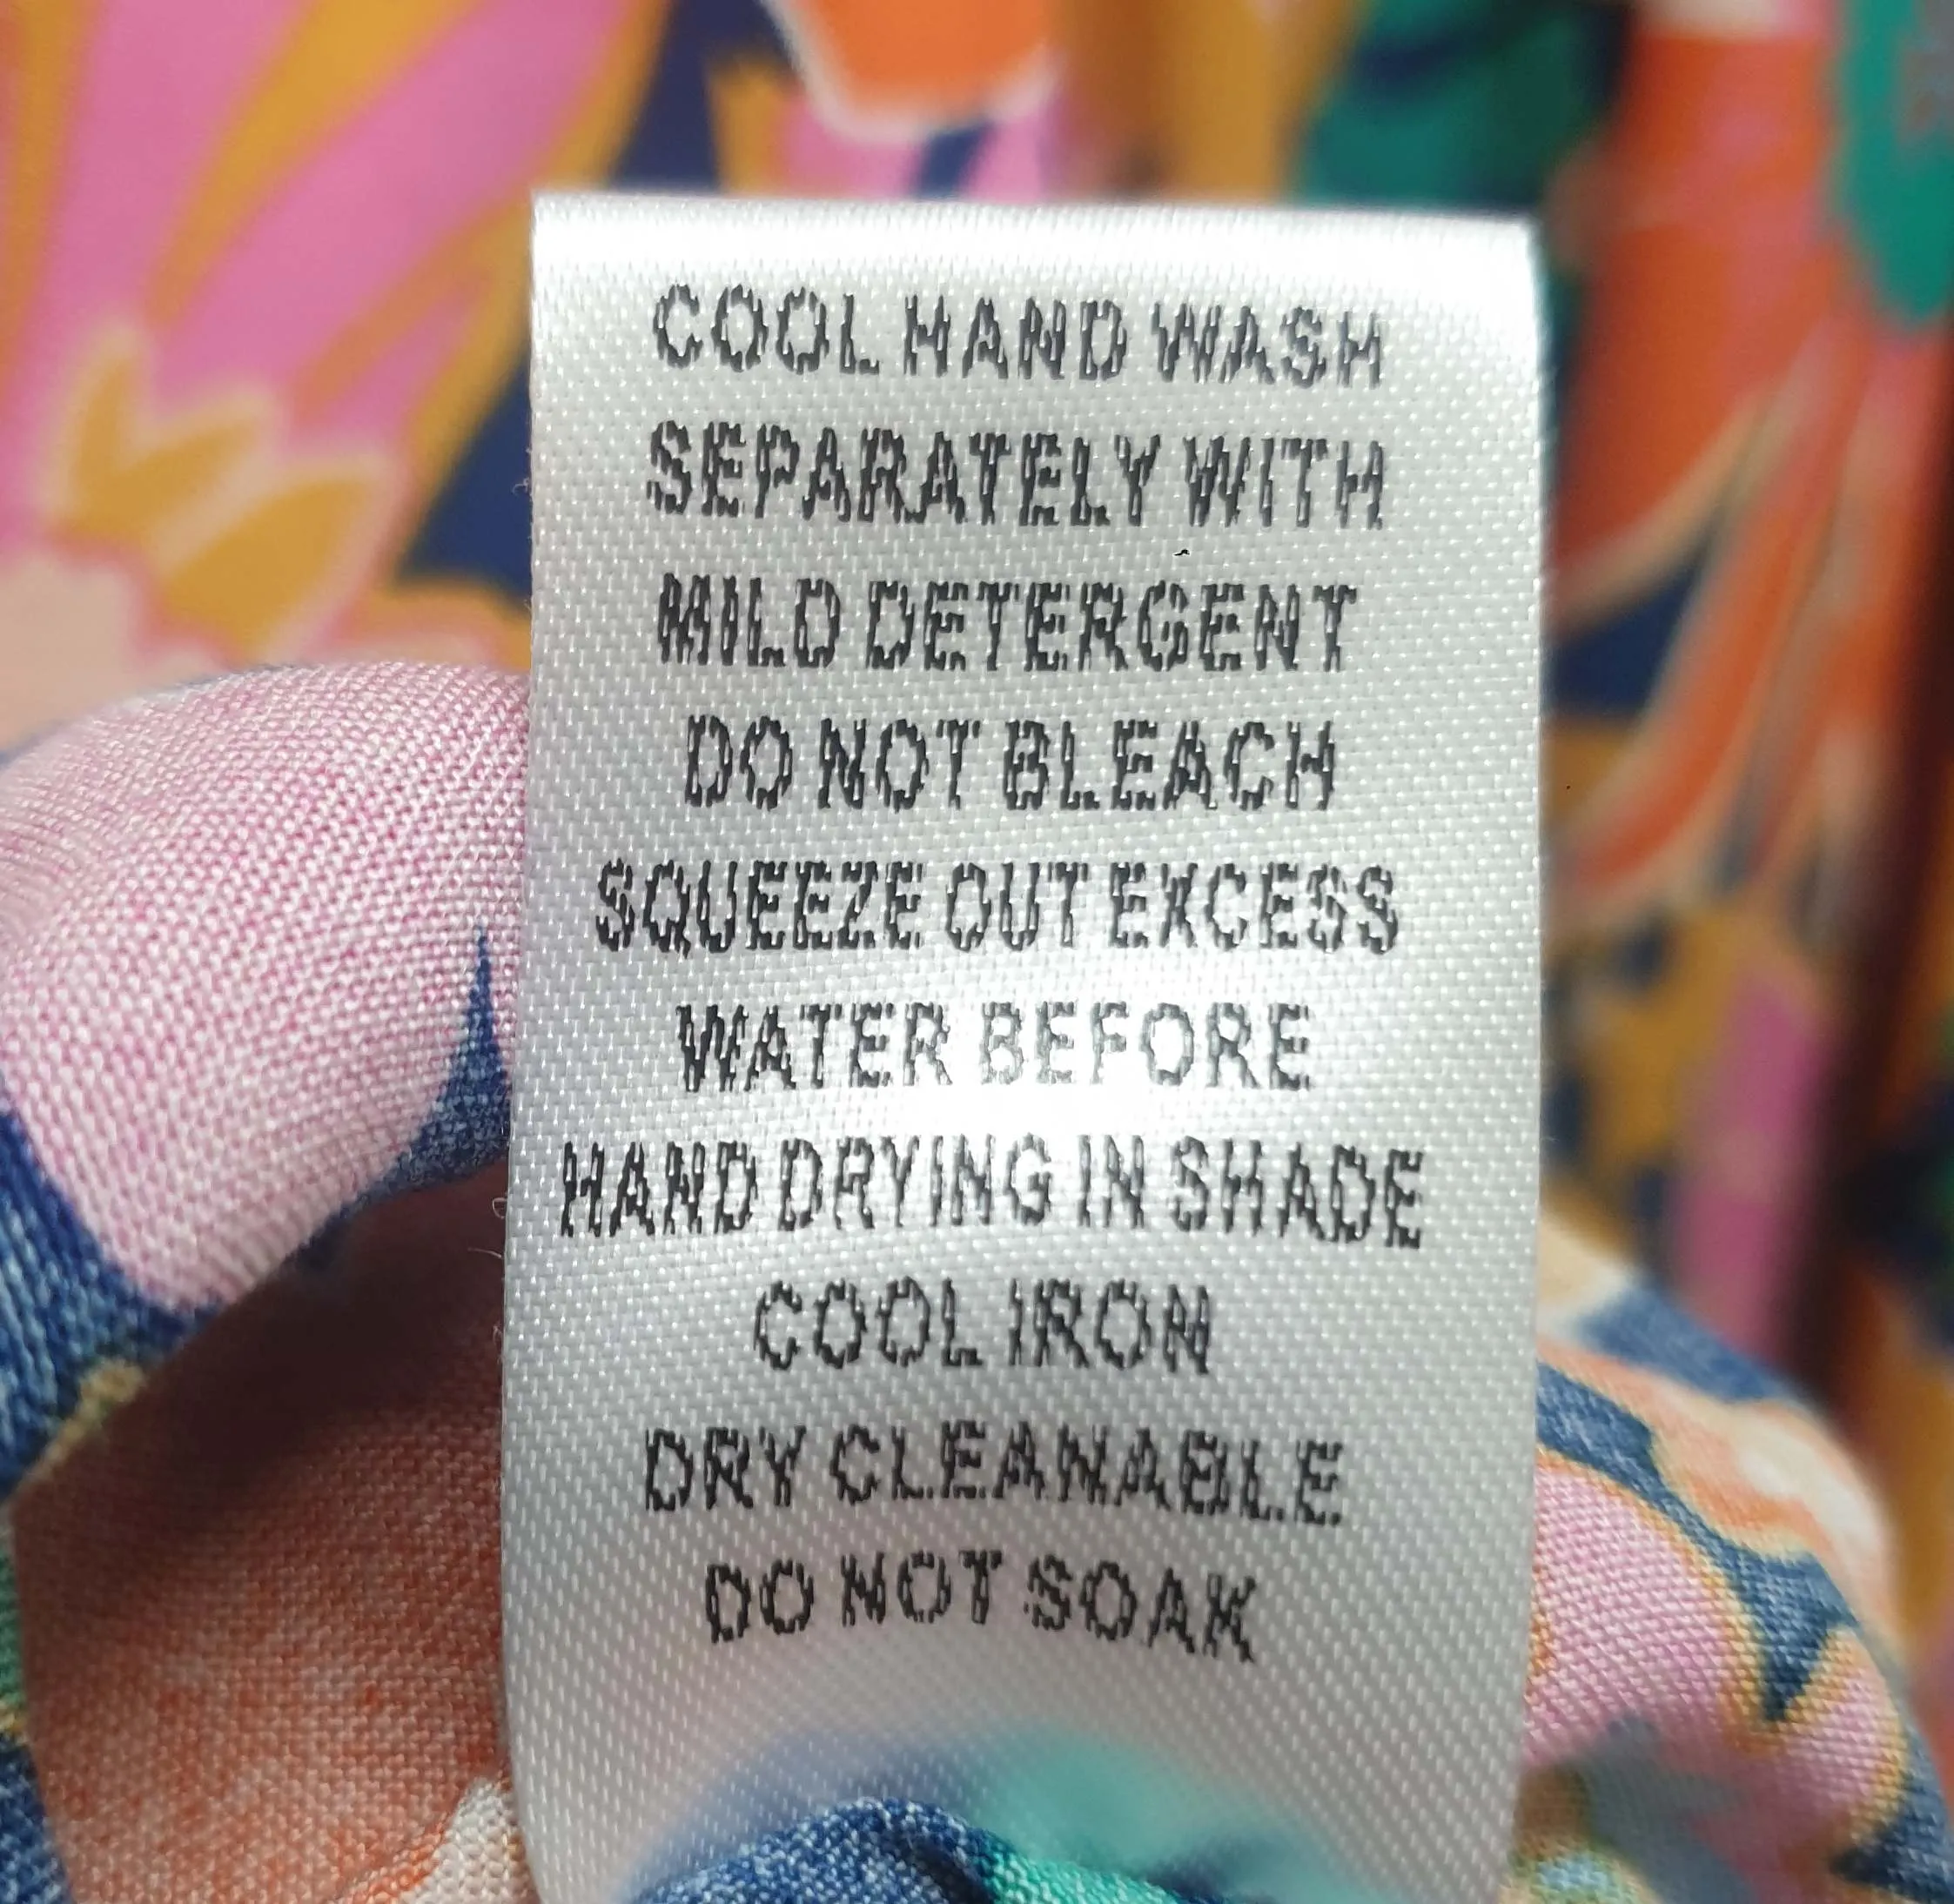 COOL HAND WASH
SEPARATELY WITH
MILD DETERGENT
DO NOT BLEACH
SQUEEZE OUT EXCESS
WATER BEFORE
HAND DRYING IN SHADE
COOL IRON
DRY CLEANABLE
DO NOT SOAK